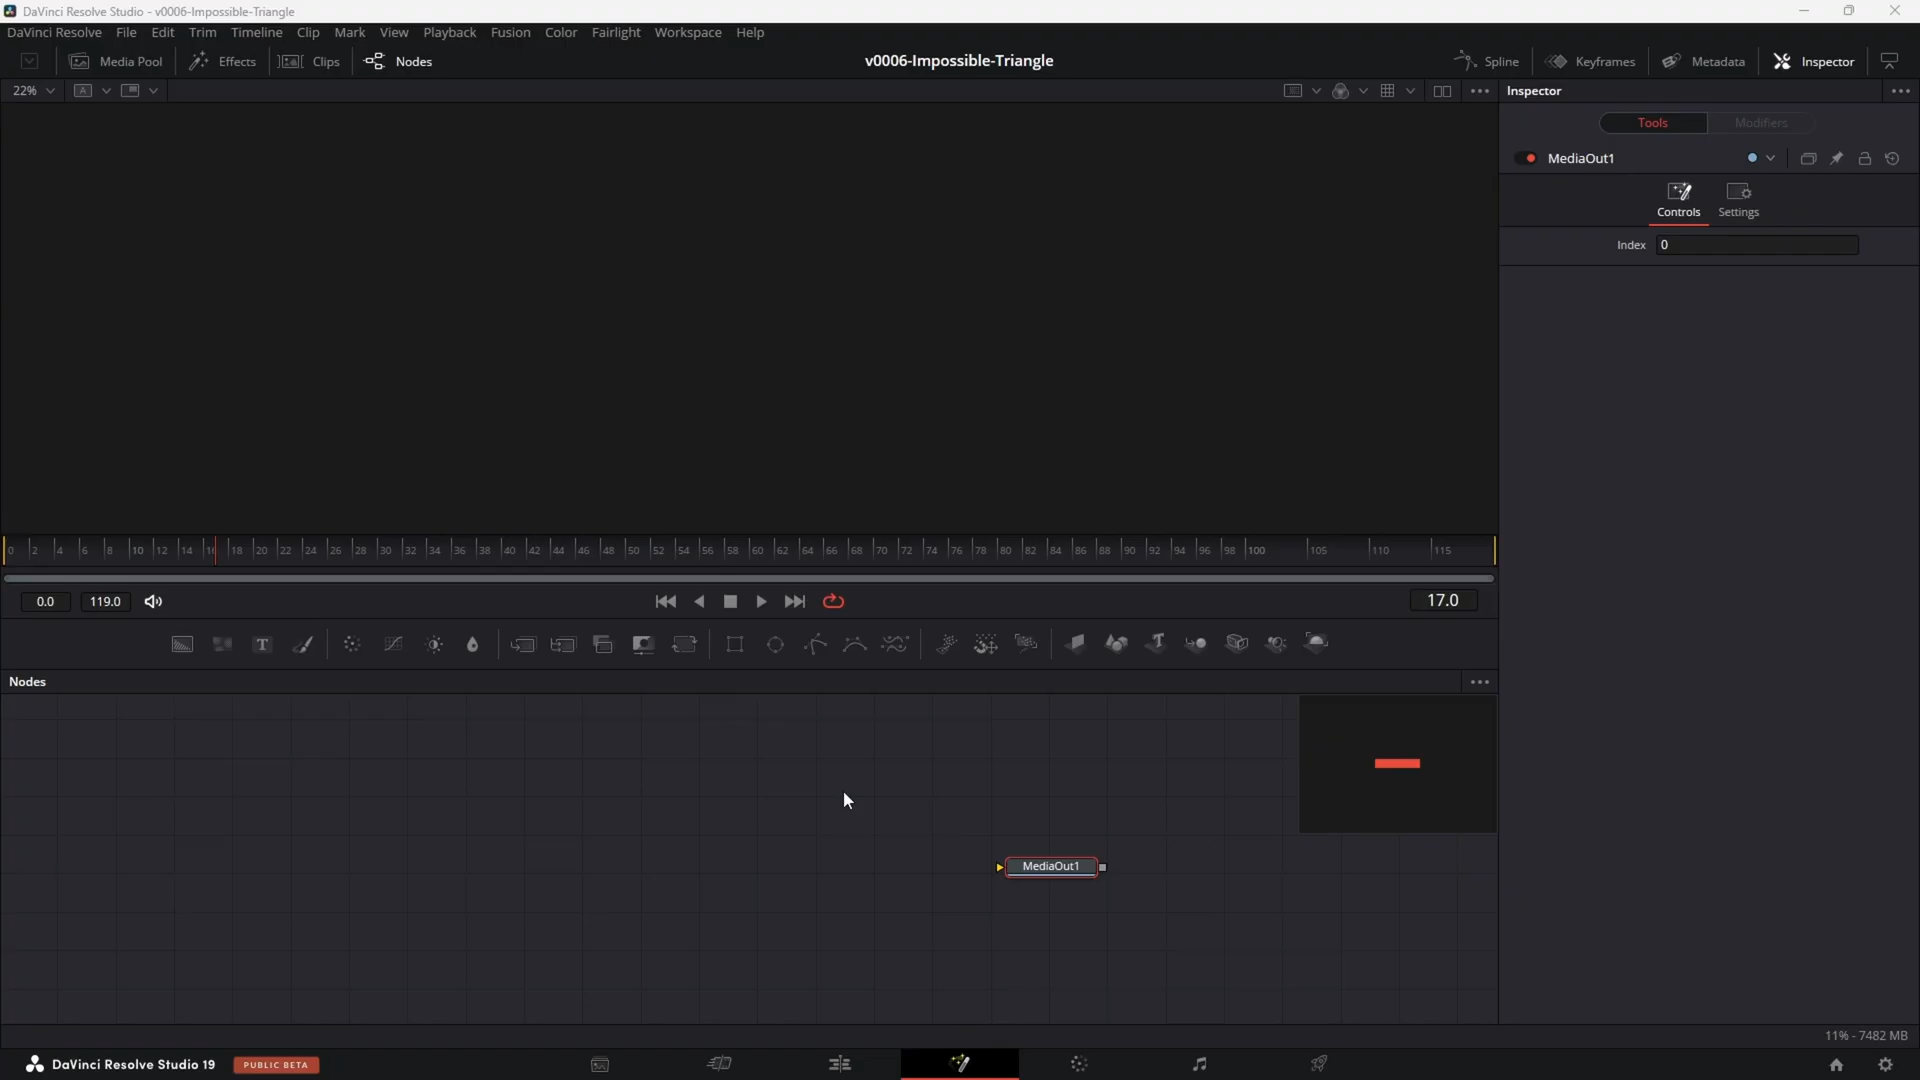 DaVinci Resolve Studio - v0006-Impossible-Triangle
DaVinci Resolve File Edit Trim Timeline Clip Mark View Playback Fusion Color Fairlight Workspace Help
Media Pool Effects Clips Nodes v0006-Impossible-Triangle Spline Keyframes Metadata Inspector
22% A Inspector
Tools Modifiers
MediaOut1
Controls Settings
Index 0
0 2 4 6 8 10 12 14 16 18 20 22 24 26 28 30 32 34 36 38 40 42 44 46 48 50 52 54 56 58 60 62 64 66 68 70 72 74 76 78 80 82 84 86 88 90 92 94 96 98 100 105 110 115
0.0 119.0 17.0
T T
Nodes
MediaOut1
11% - 7482 MB
DaVinci Resolve Studio 19 PUBLIC BETA